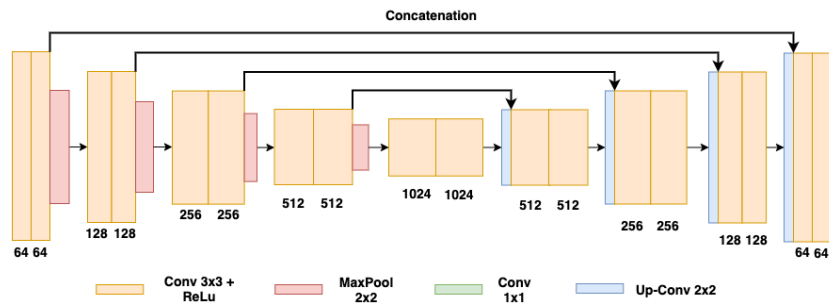 Concatenation
64 64
128 128
256 256
512 512
1024 1024
512 512
256 256
128 128
64 64
Conv 3x3 +
ReLu
MaxPool
2x2
Conv
1x1
Up-Conv 2x2